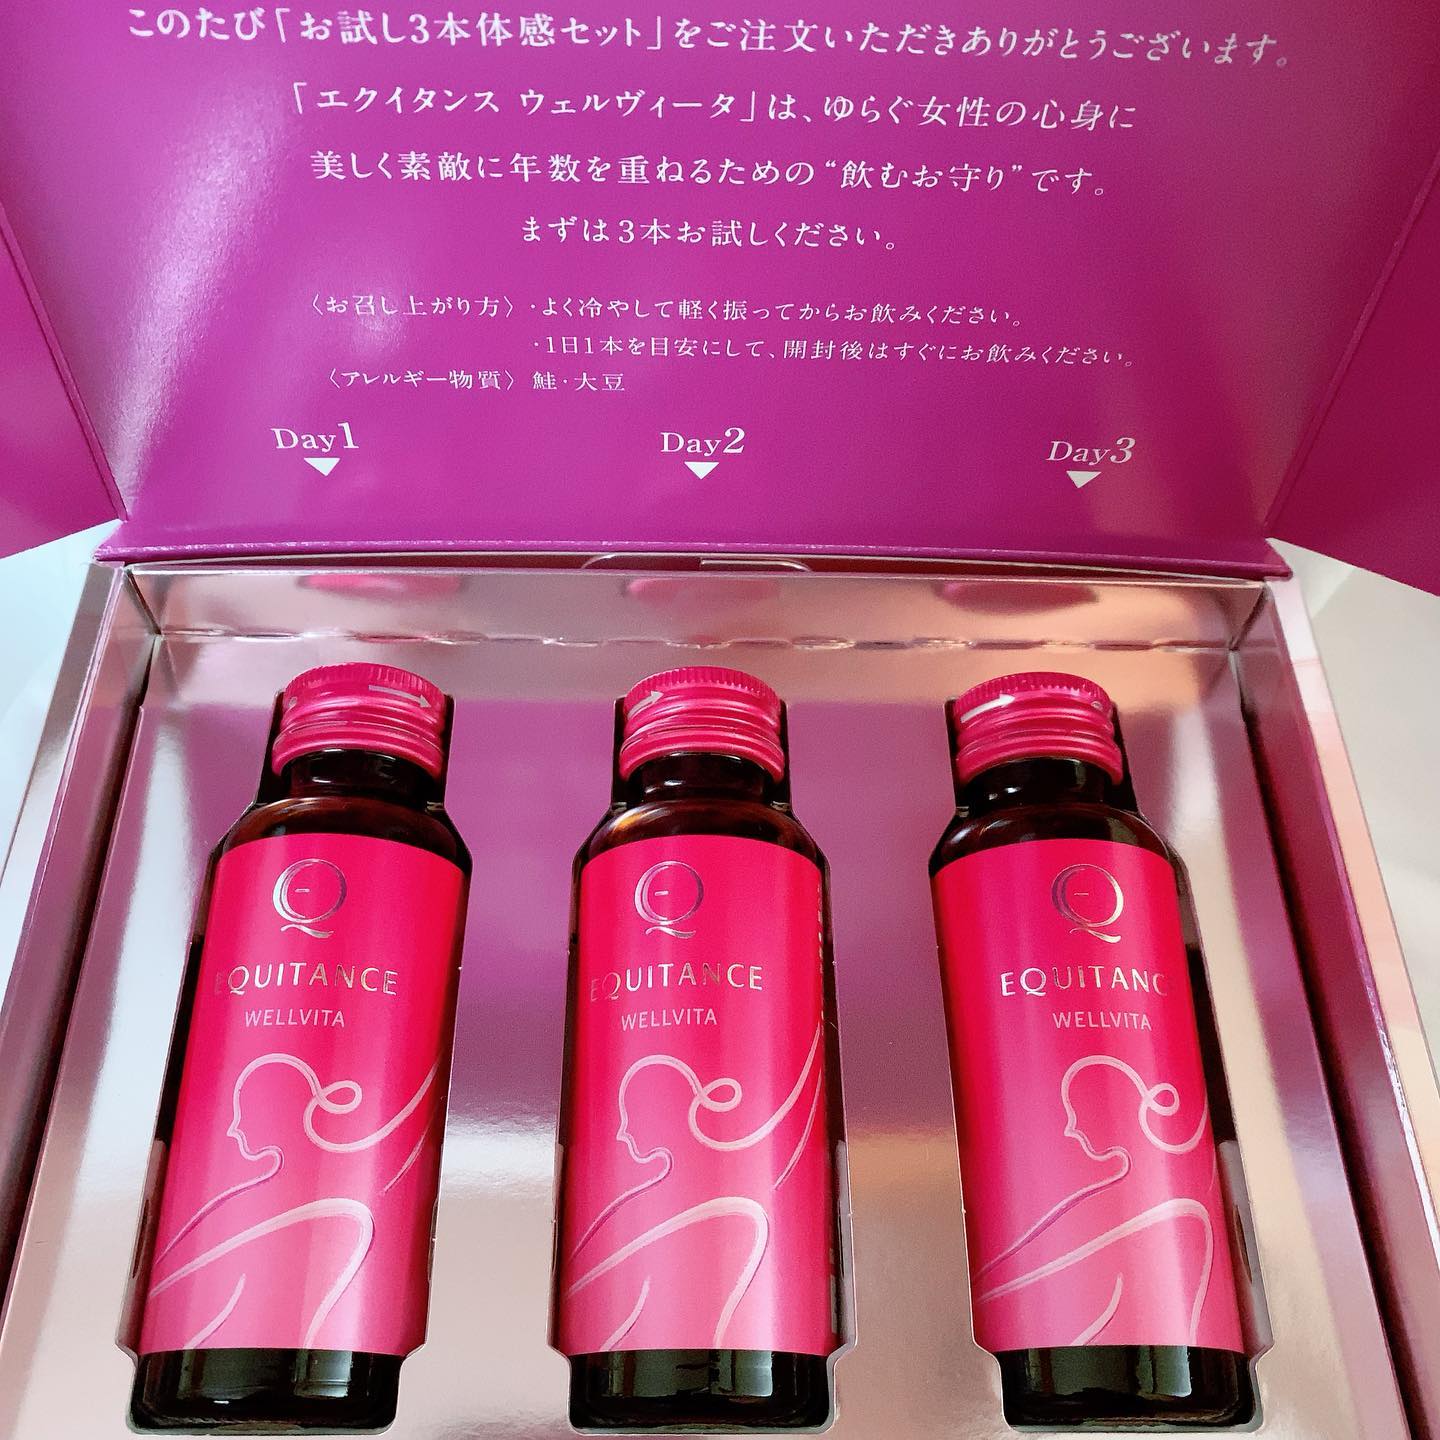 このたび「お試し3本体感セット」をご注文いただきありがとうございます。
「エクイタンス ウェルヴィータ」は、ゆらぐ女性の心身に
美しく素敵に年数を重ねるための“飲むお守り”です。
まずは3本お試しください。
〈お召し上がり方〉・よく冷やして軽く振ってからお飲みください。
・1日1本を目安にして、開封後はすぐにお飲みください。
〈アレルギー物質〉 鮭・大豆
Day1
Day2
Day3
EQUITANCE
WELLVITA
EQUITANCE
WELLVITA
EQUITANC
WELLVITA